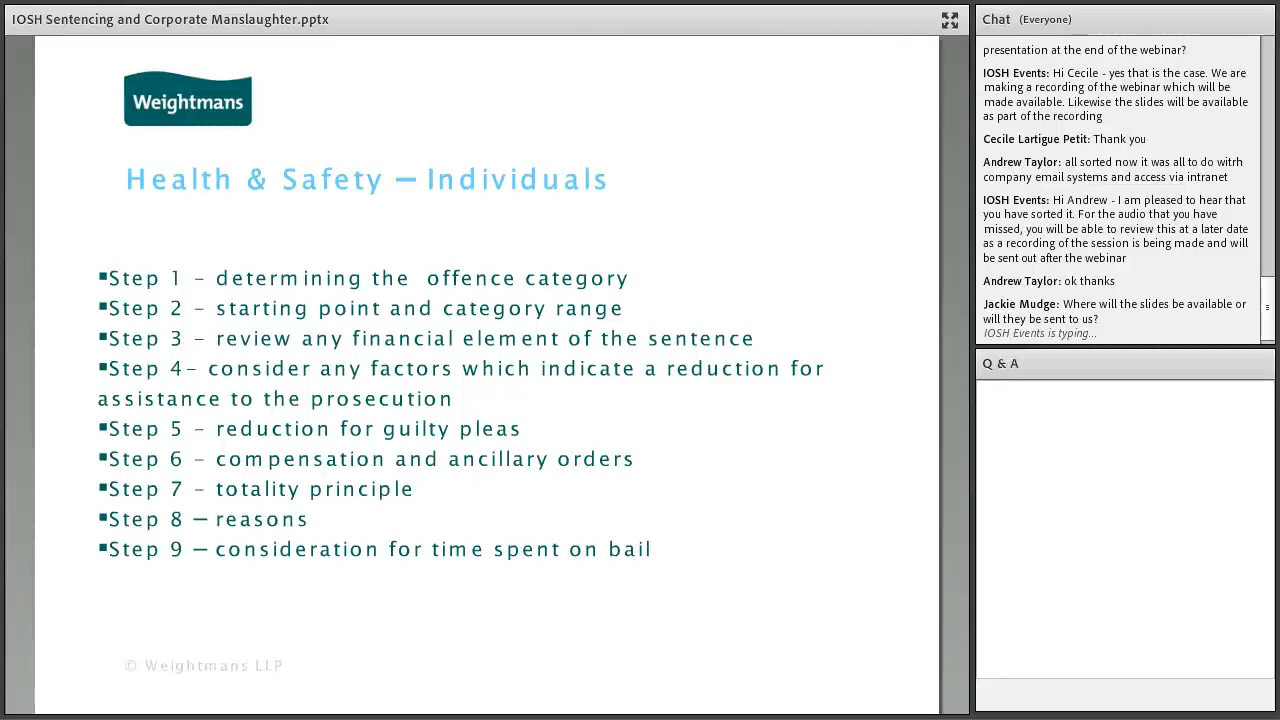 IOSH Sentencing and Corporate Manslaughter.pptx
Weightmans
Health & Safety – Individuals
▪Step 1 – determining the offence category
▪Step 2 – starting point and category range
▪Step 3 – review any financial element of the sentence
▪Step 4– consider any factors which indicate a reduction for
assistance to the prosecution
▪Step 5 – reduction for guilty pleas
▪Step 6 – compensation and ancillary orders
▪Step 7 – totality principle
▪Step 8 – reasons
▪Step 9 – consideration for time spent on bail
© Weightmans LLP
Chat (Everyone)
presentation at the end of the webinar?
IOSH Events: Hi Cecile - yes that is the case. We are
making a recording of the webinar which will be
made available. Likewise the slides will be available
as part of the recording
Cecile Lartigue Petit: Thank you
Andrew Taylor: all sorted now it was all to do witrh
company email systems and access via intranet
IOSH Events: Hi Andrew - I am pleased to hear that
you have sorted it. For the audio that you have
missed, you will be able to review this at a later date
as a recording of the session is being made and will
be sent out after the webinar
Andrew Taylor: ok thanks
Jackie Mudge: Where will the slides be available or
will they be sent to us?
IOSH Events is typing...
Q & A